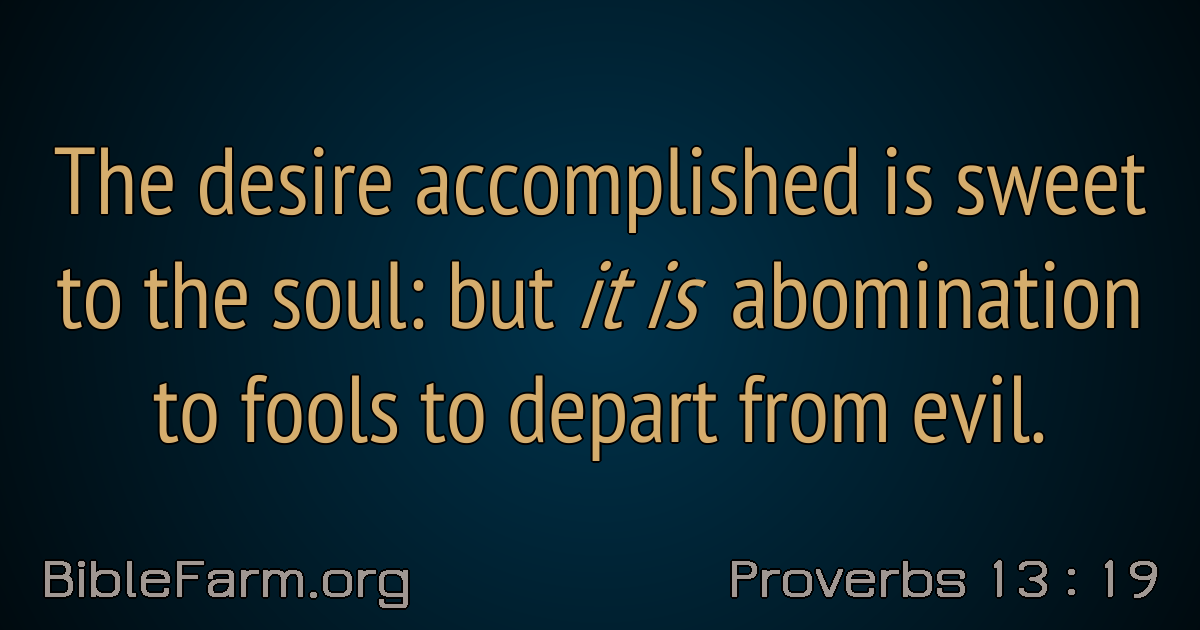 The desire accomplished is sweet
to the soul: but it is abomination
to fools to depart from evil.
BibleFarm.org
Proverbs 13 : 19